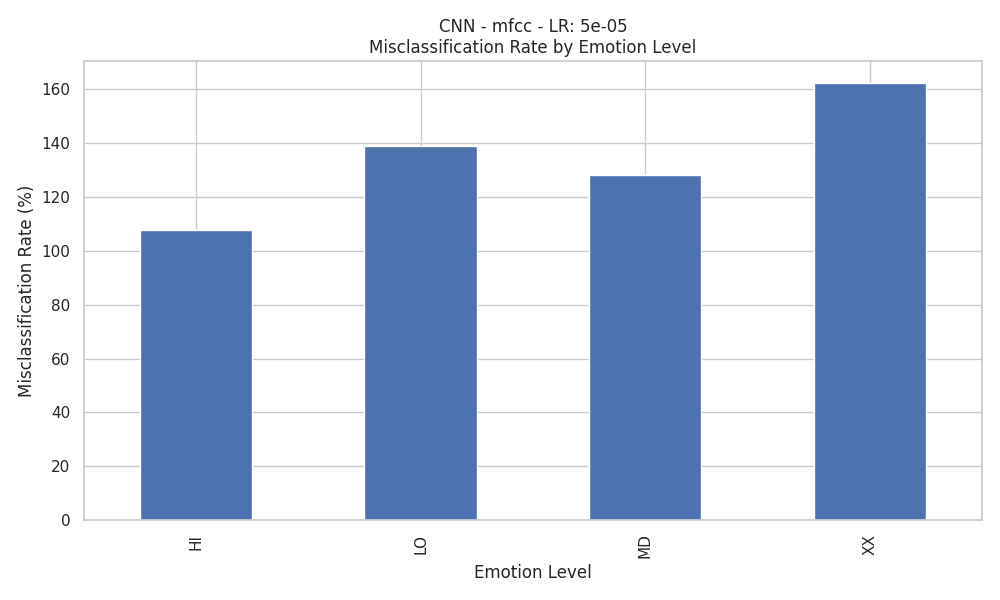 CNN - mfcc - LR: 5e-05
Misclassification Rate by Emotion Level
Misclassification Rate (%)
160
140
120
100
80
60
40
20
0
HI
LO
MD
XX
Emotion Level